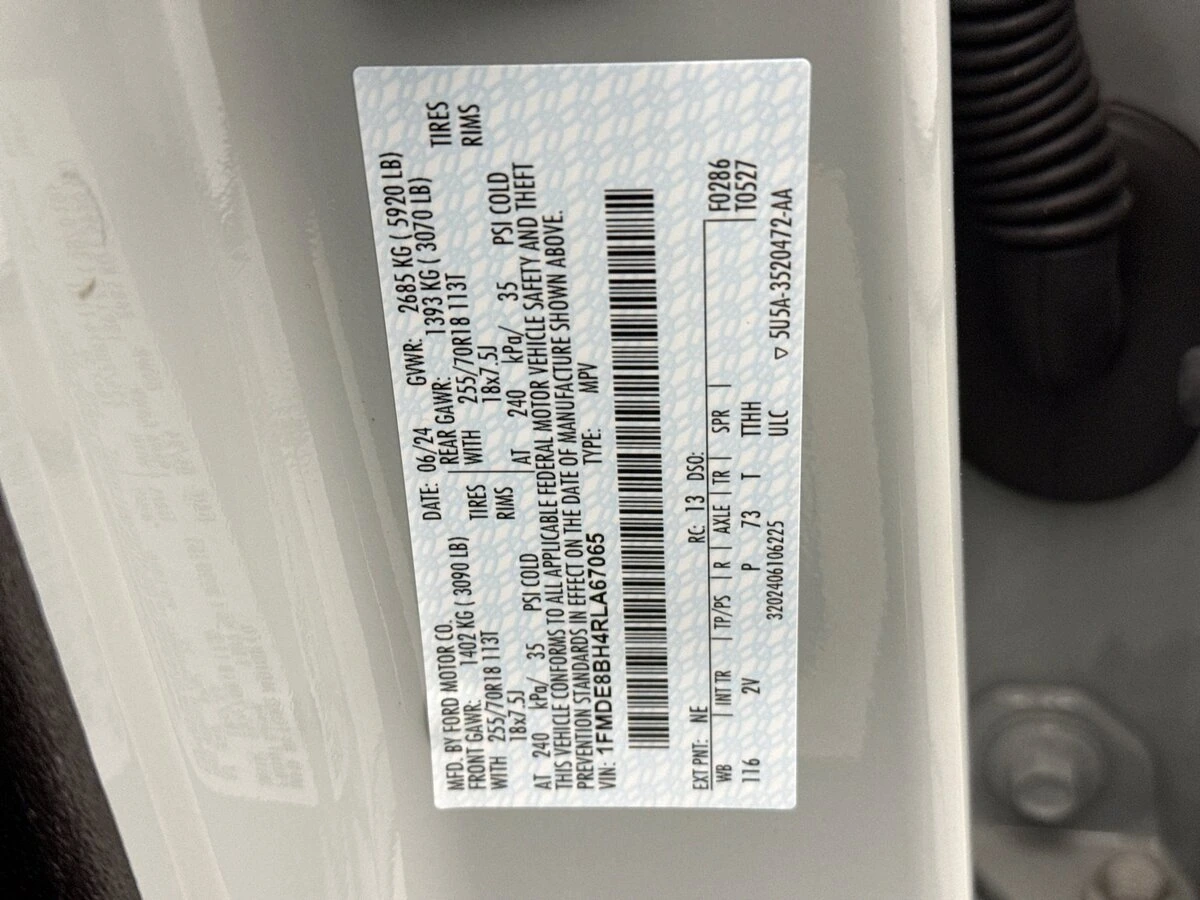 MFD. BY FORD MOTOR CO.
DATE: 06/24 GVWR: 2685 KG ( 5920 LB)
FRONT GAWR: 1402 KG ( 3090 LB) REAR GAWR: 1393 KG ( 3070 LB)
WITH 255/70R18 113T TIRES WITH 255/70R18 113T TIRES
18x7.5J RIMS 18x7.5J RIMS
AT 240 kPa/ 35 PSI COLD AT 240 kPa/ 35 PSI COLD
THIS VEHICLE CONFORMS TO ALL APPLICABLE FEDERAL MOTOR VEHICLE SAFETY AND THEFT
PREVENTION STANDARDS IN EFFECT ON THE DATE OF MANUFACTURE SHOWN ABOVE.
VIN: 1FMDE8BH4RLA67065 TYPE: MPV
EXT PNT: NE RC: 13 DSO:
WB INT TR TP/PS R AXLE TR SPR F0286
116 2V P 73 T TTHH T0527
3202406106225 ULC
▽ 5U5A-3520472-AA